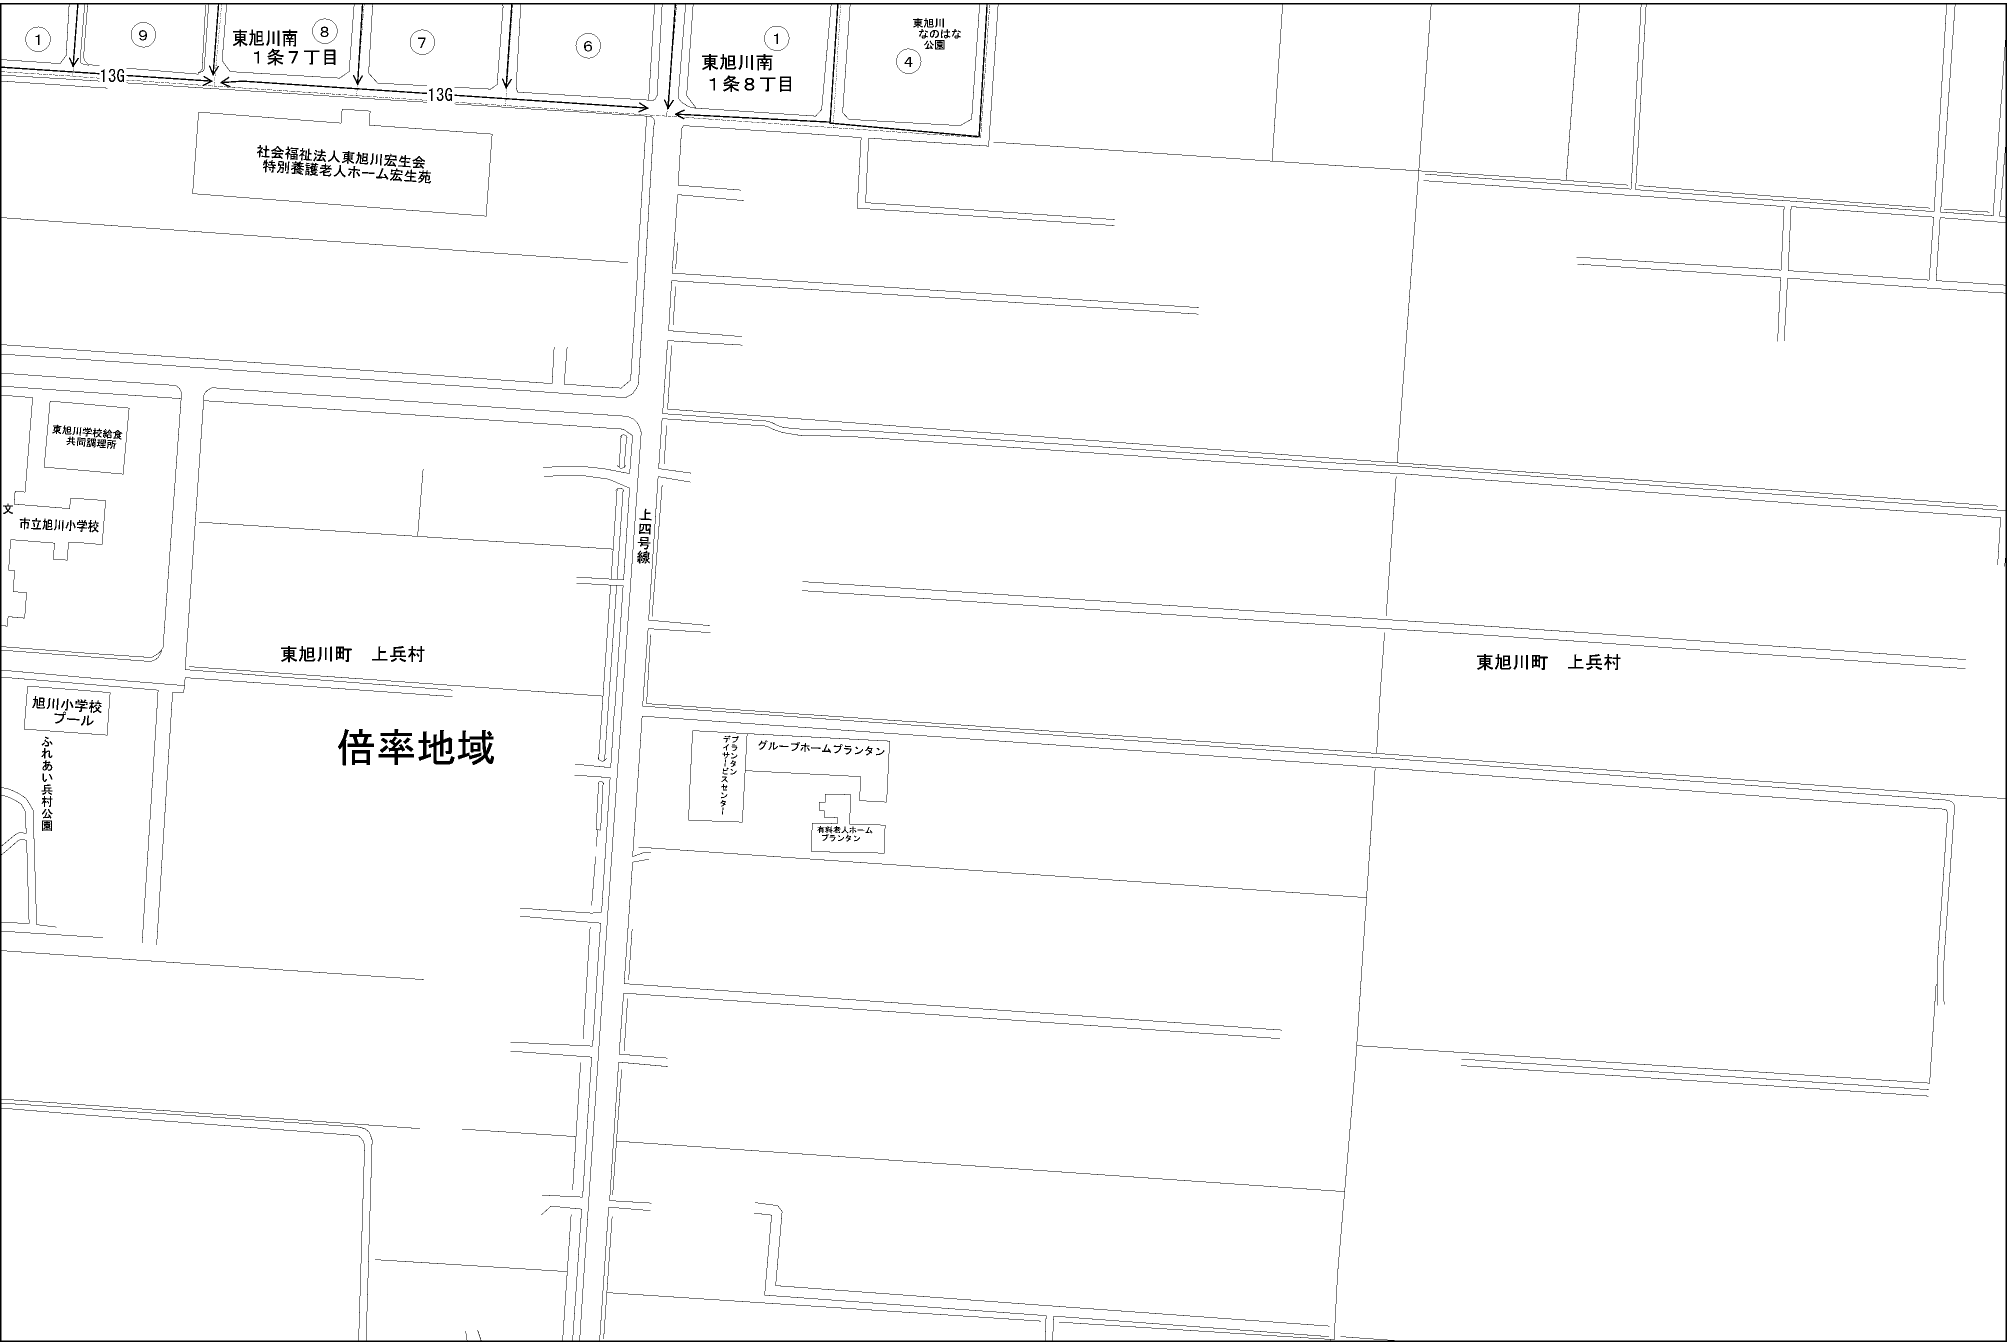 1
9
東旭川南
1条7丁目
8
7
6
東旭川南
1条8丁目
1
4
東旭川
なのはな
公園
13G
13G
社会福祉法人東旭川宏生会
特別養護老人ホーム宏生苑
東旭川学校給食
共同調理所
文
市立旭川小学校
上四号線
東旭川町　上兵村
東旭川町　上兵村
旭川小学校
プール
ふれあい兵村公園
倍率地域
プランタン
デイサービスセンター
グループホームプランタン
有料老人ホーム
プランタン